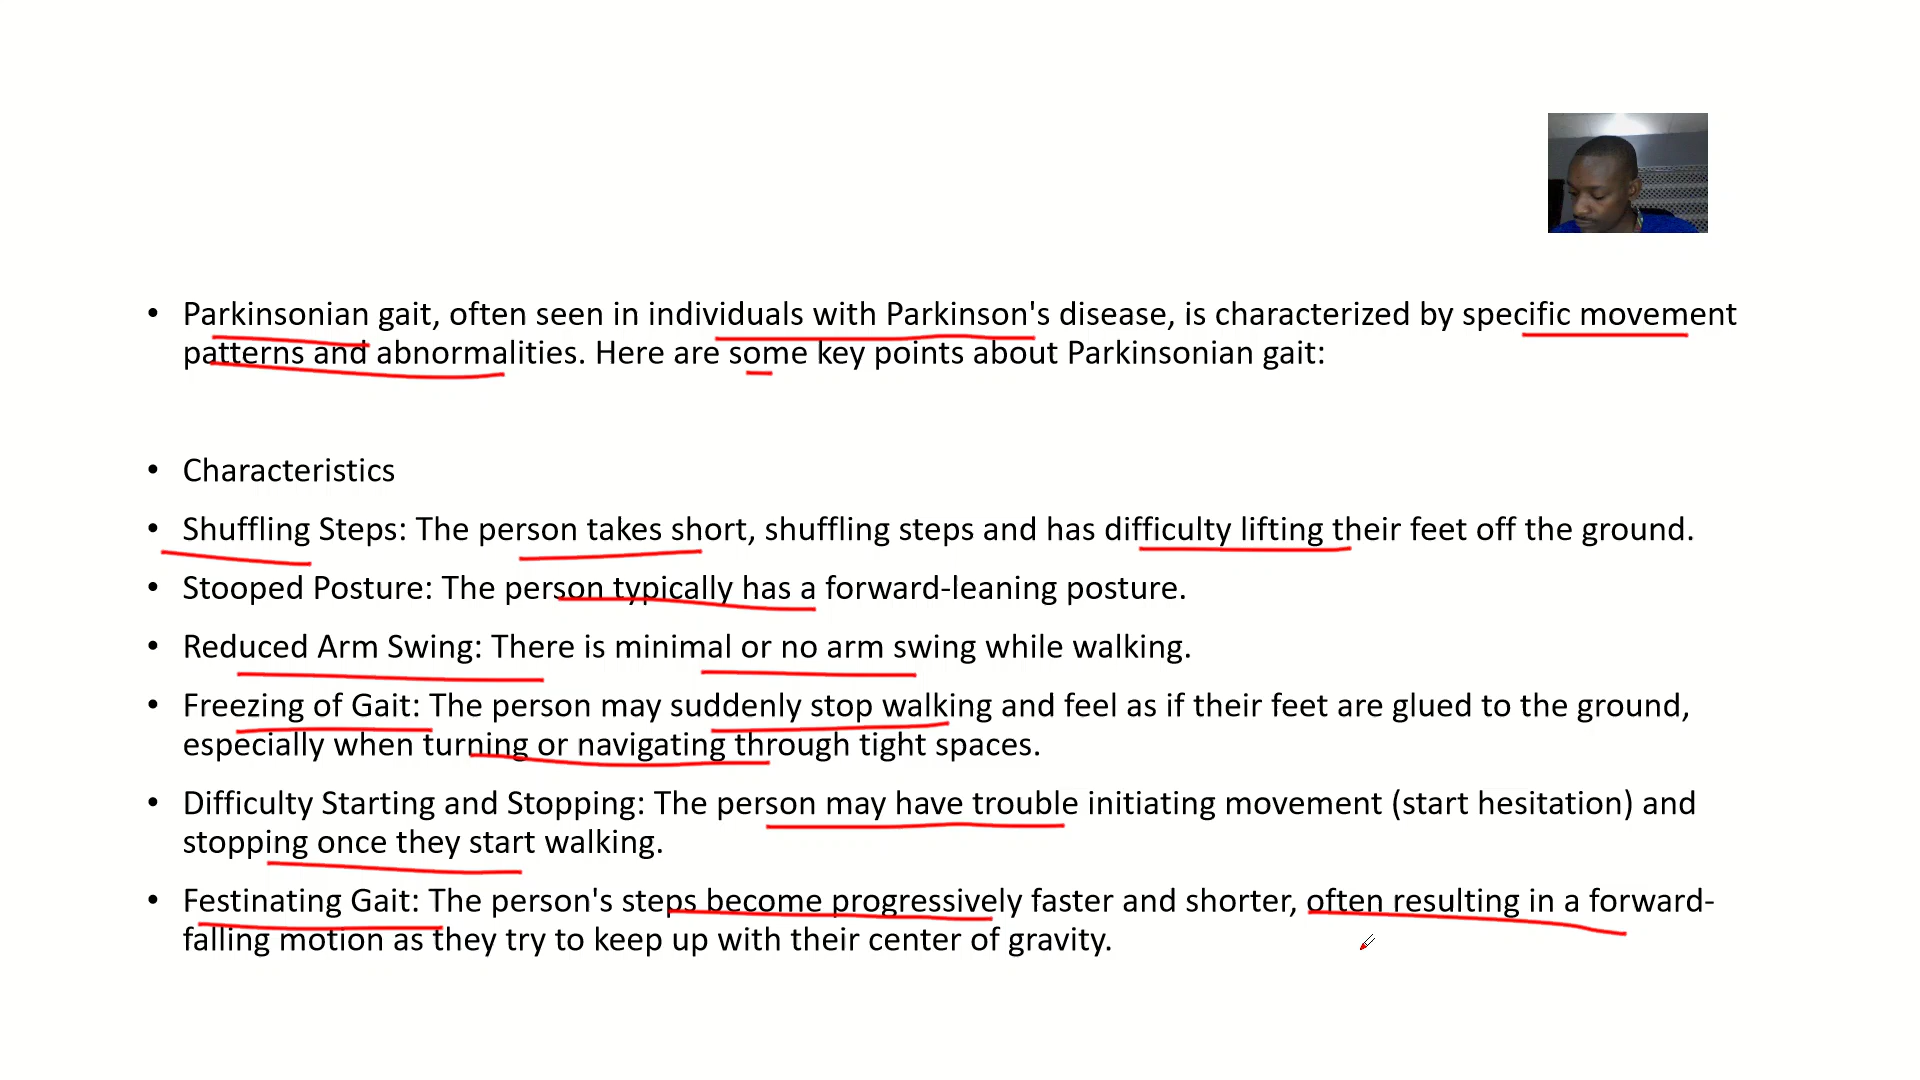 • Parkinsonian gait, often seen in individuals with Parkinson's disease, is characterized by specific movement
patterns and abnormalities. Here are some key points about Parkinsonian gait:
• Characteristics
• Shuffling Steps: The person takes short, shuffling steps and has difficulty lifting their feet off the ground.
• Stooped Posture: The person typically has a forward-leaning posture.
• Reduced Arm Swing: There is minimal or no arm swing while walking.
• Freezing of Gait: The person may suddenly stop walking and feel as if their feet are glued to the ground,
especially when turning or navigating through tight spaces.
• Difficulty Starting and Stopping: The person may have trouble initiating movement (start hesitation) and
stopping once they start walking.
• Festinating Gait: The person's steps become progressively faster and shorter, often resulting in a forward-
falling motion as they try to keep up with their center of gravity.